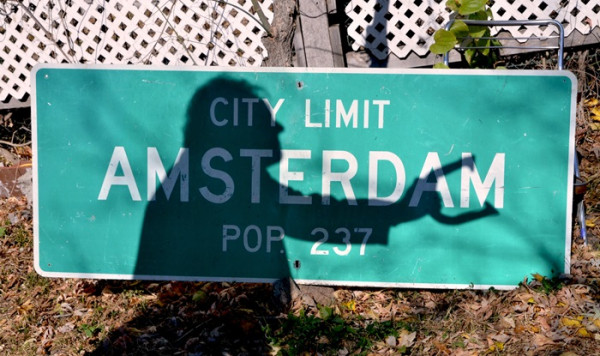 CITY LIMIT
AMSTERDAM
POP. 237